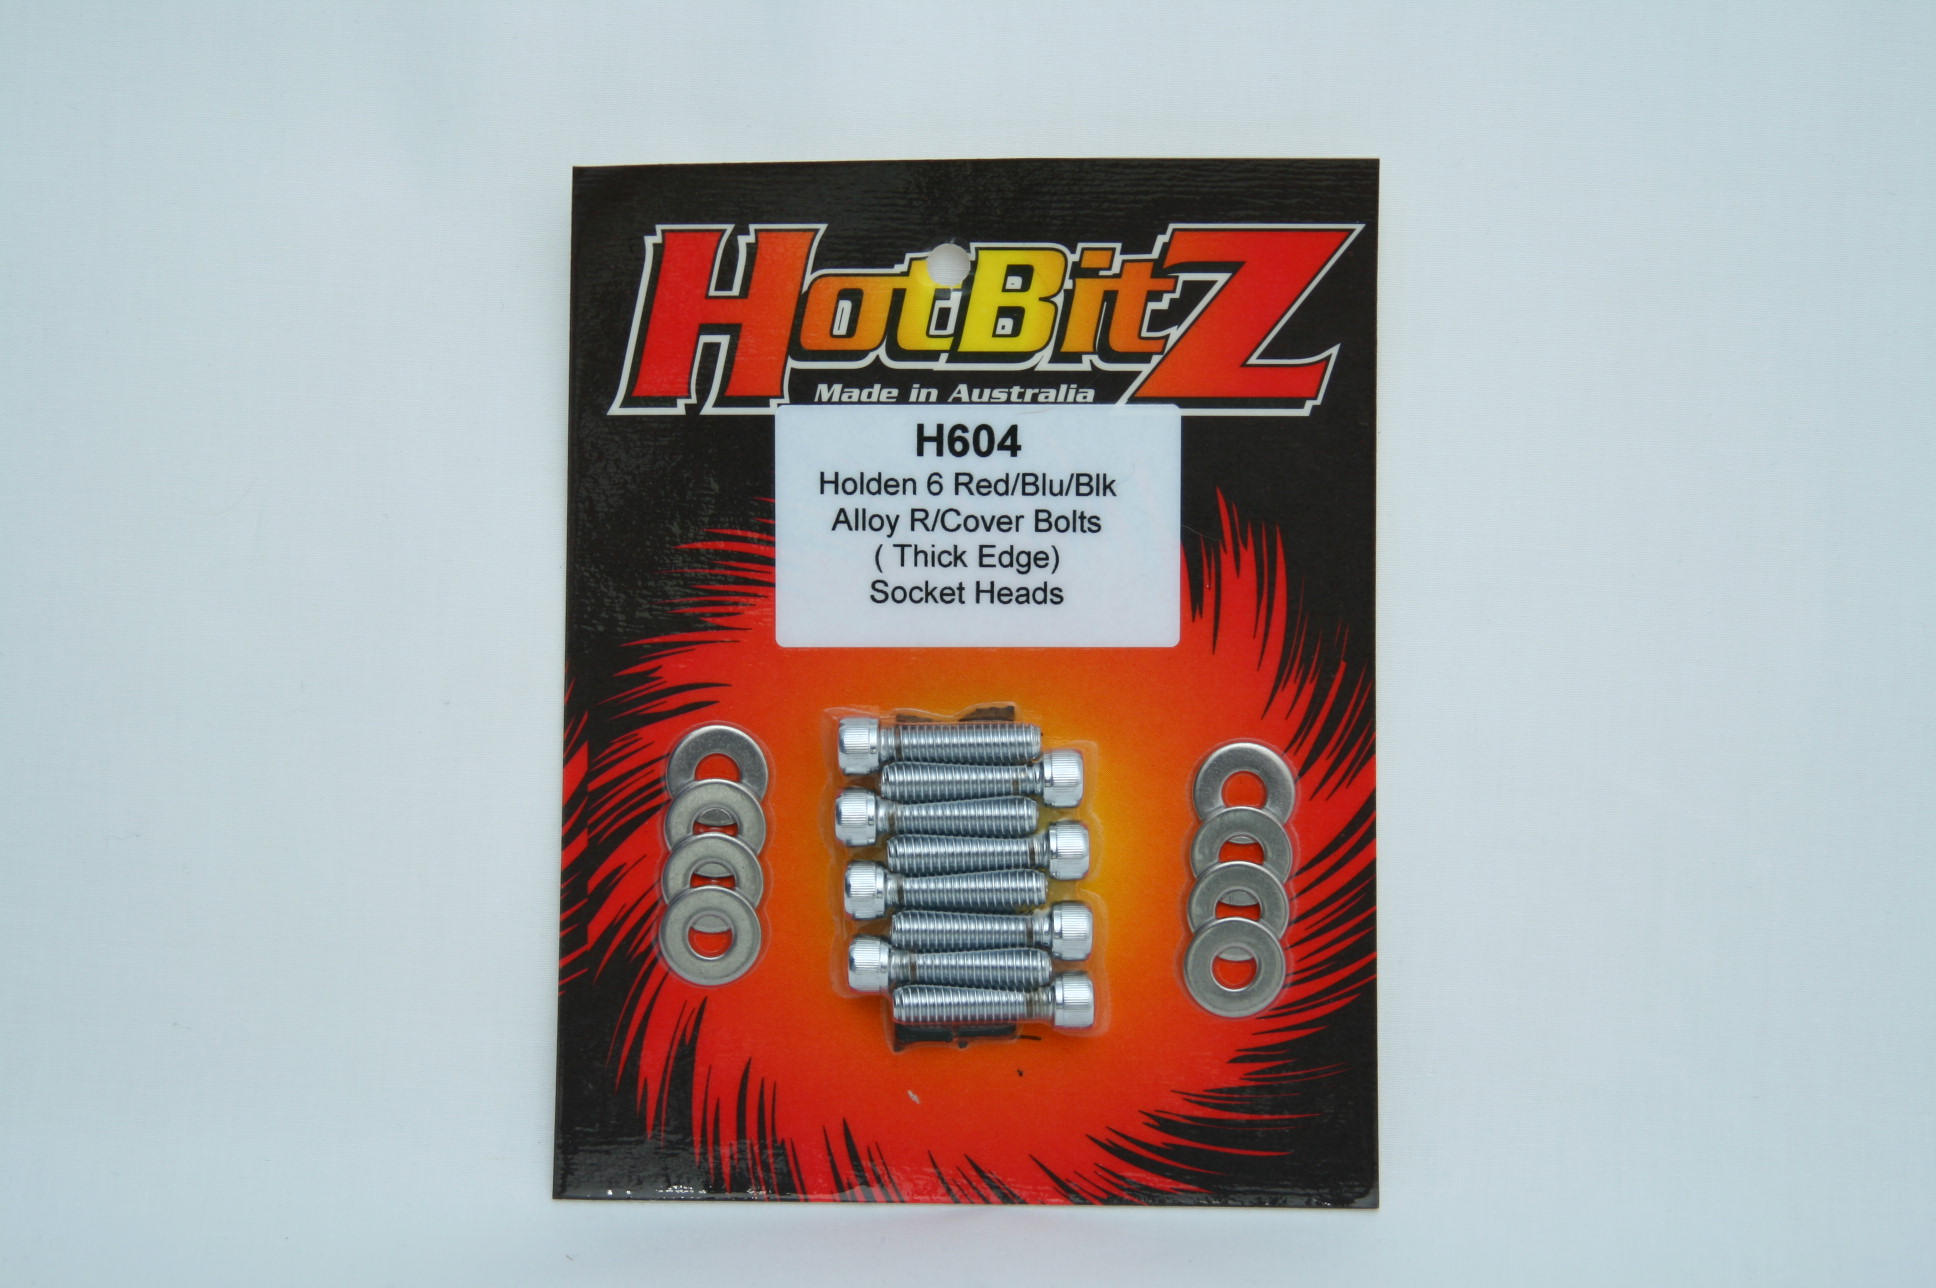 HotBitZ
Made in Australia
H604
Holden 6 Red/Blu/Blk
Alloy R/Cover Bolts
( Thick Edge)
Socket Heads